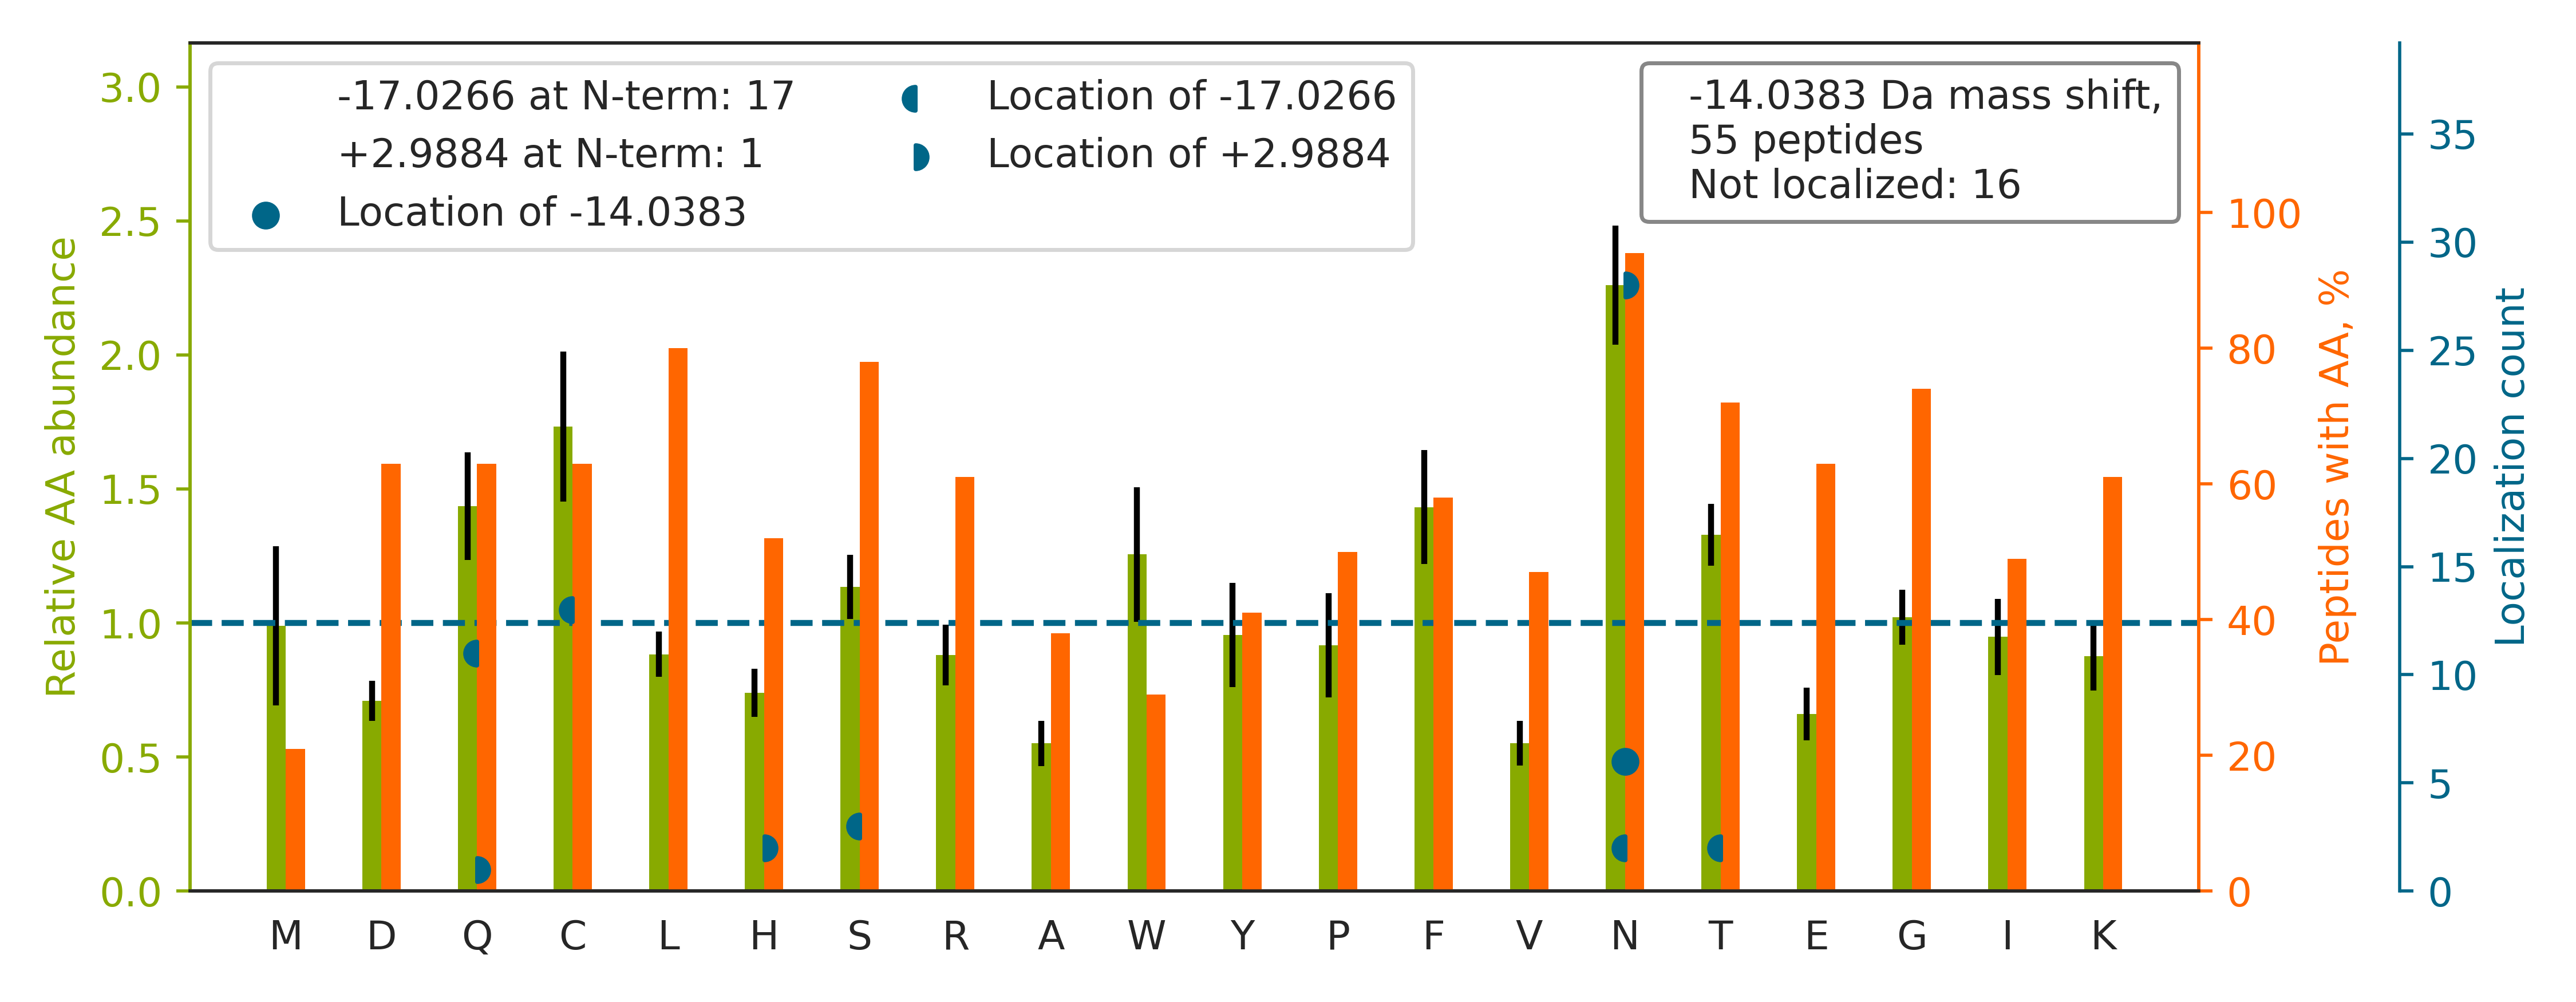 -17.0266 at N-term: 17
+2.9884 at N-term: 1
Location of -14.0383
Location of -17.0266
Location of +2.9884
-14.0383 Da mass shift,
55 peptides
Not localized: 16
Relative AA abundance
3.0
2.5
2.0
1.5
1.0
0.5
0.0
M D Q C L H S R A W Y P F V N T E G I K
100
80
60
40
20
0
Peptides with AA, %
35
30
25
20
15
10
5
0
Localization count